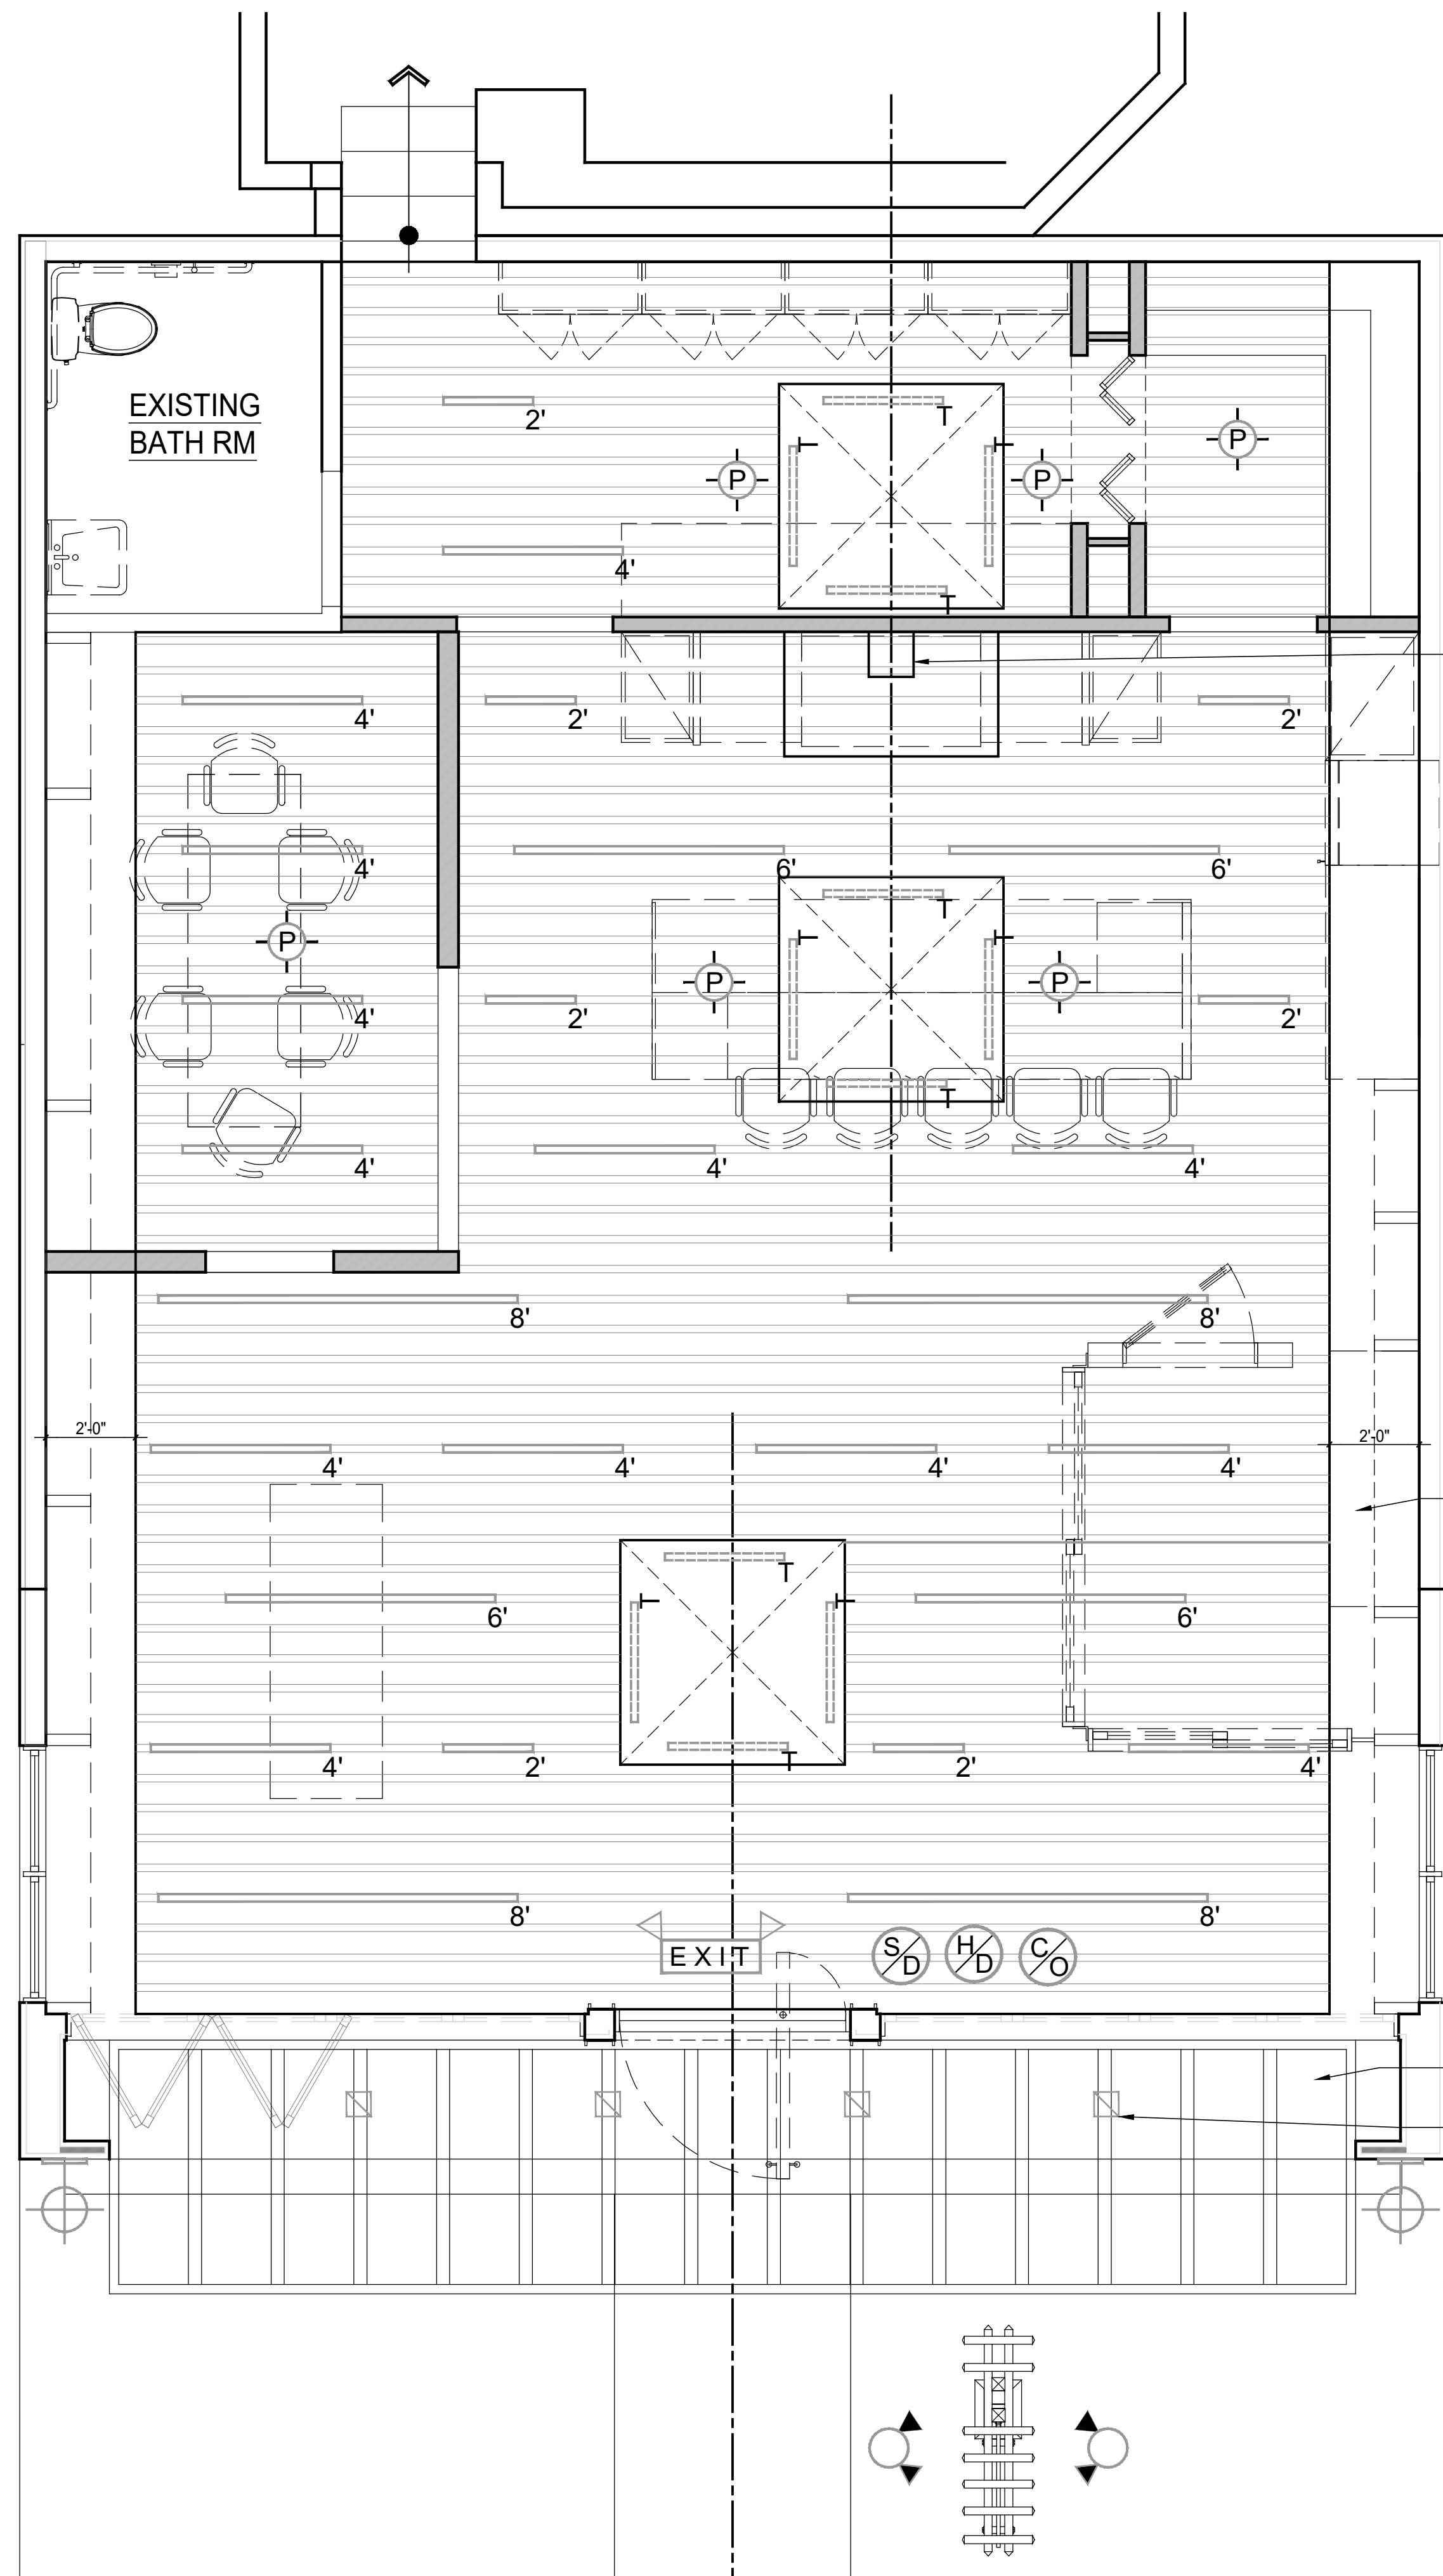 EXISTING
BATH RM
2'
T
T T
P
P P
4'
T
4' 2' 2'
4' 6' 6'
T
T T
P
P P
4' 2' 2'
T
4' 4' 4'
8' 8'
2'-0" 2'-0"
4' 4' 4' 4'
T
T T
6' 6'
4' 2' T 2' 4'
8' 8'
EXIT S/D H/D C/O